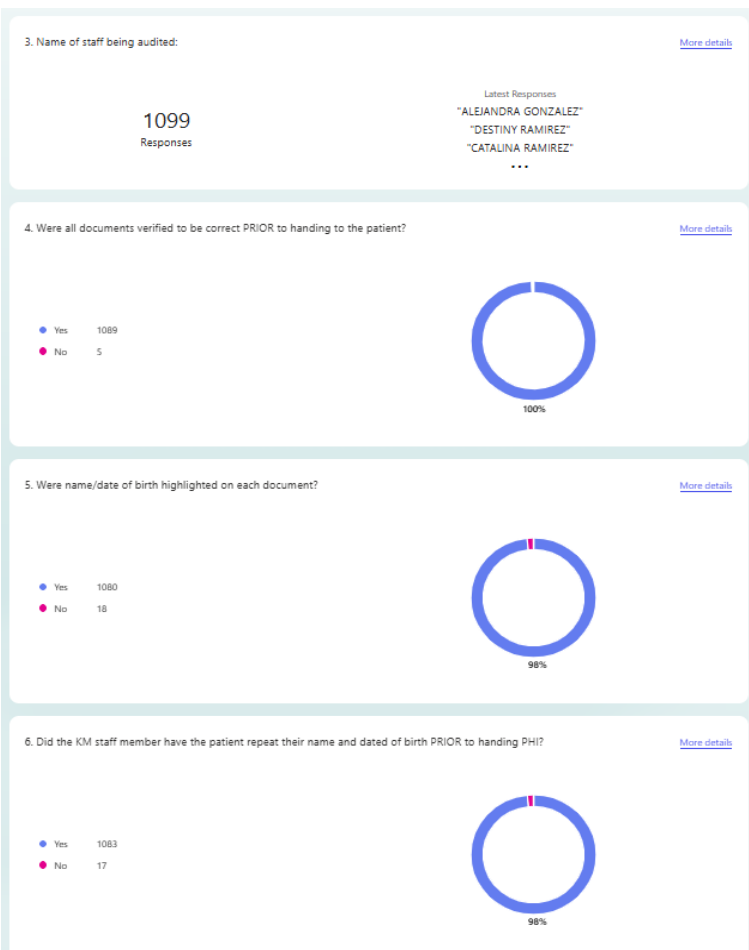 3. Name of staff being audited:
More details
1099
Responses
Latest Responses
"ALEJANDRA GONZALEZ"
"DESTINY RAMIREZ"
"CATALINA RAMIREZ"
...
4. Were all documents verified to be correct PRIOR to handing to the patient?
More details
Yes 1089
No 5
100%
5. Were name/date of birth highlighted on each document?
More details
Yes 1080
No 18
98%
6. Did the KM staff member have the patient repeat their name and dated of birth PRIOR to handing PHI?
More details
Yes 1083
No 17
98%